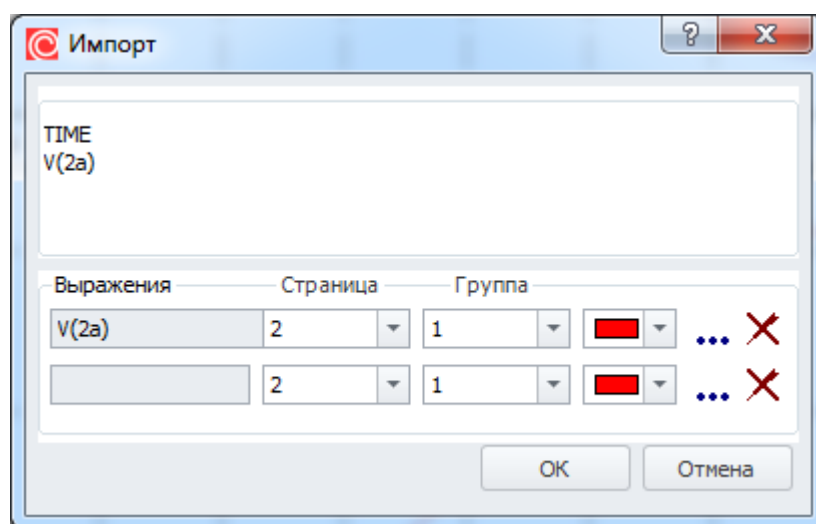 Импорт
TIME
V(2a)
Выражения Страница Группа
V(2a) 2 1
2 1
OK Отмена